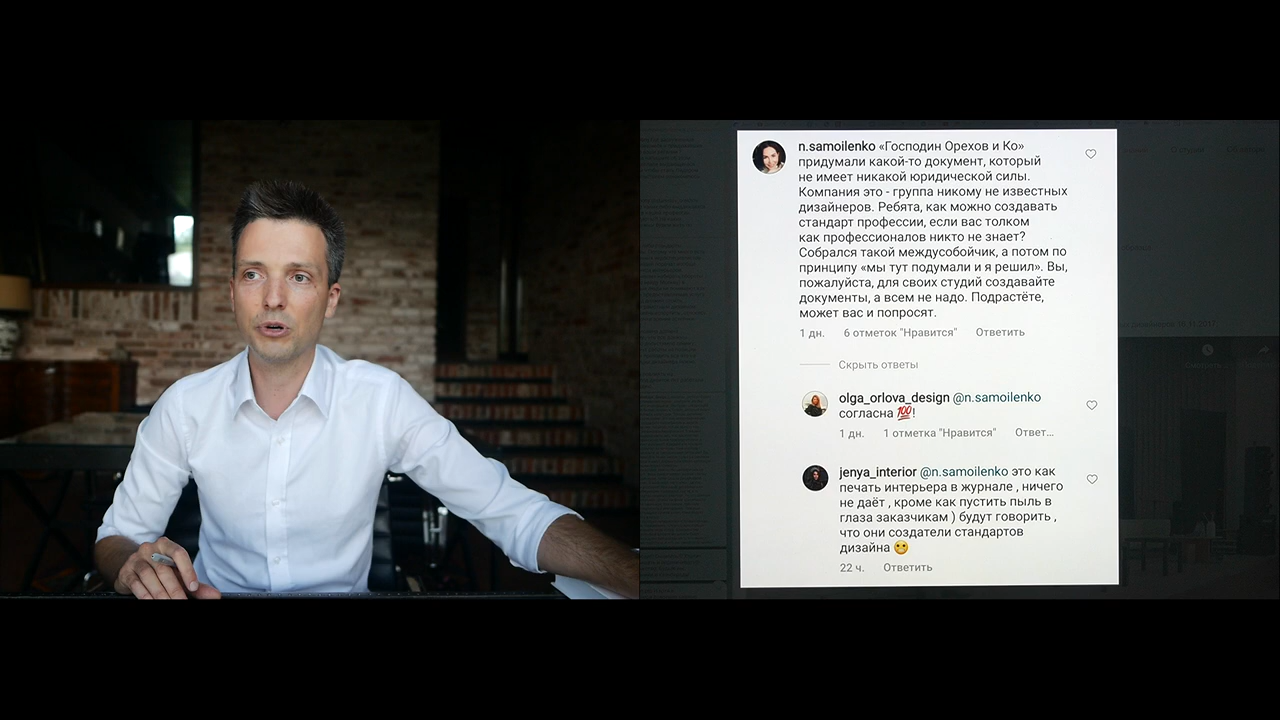 n.samoilenko «Господин Орехов и Ко»
придумали какой-то документ, который
не имеет никакой юридической силы.
Компания это - группа никому не известных
дизайнеров. Ребята, как можно создавать
стандарт профессии, если вас толком
как профессионалов никто не знает?
Собрался такой междусобойчик, а потом по
принципу «мы тут подумали и я решил». Вы,
пожалуйста, для своих студий создавайте
документы, а всем не надо. Подрастёте,
может вас и попросят.
1 дн. 6 отметок "Нравится" Ответить
Скрыть ответы
olga_orlova_design @n.samoilenko
согласна 💯!
1 дн. 1 отметка "Нравится" Ответ...
jenya_interior @n.samoilenko это как
печать интерьера в журнале , ничего
не даёт , кроме как пустить пыль в
глаза заказчикам ) будут говорить ,
что они создатели стандартов
дизайна 😬
22 ч. Ответить